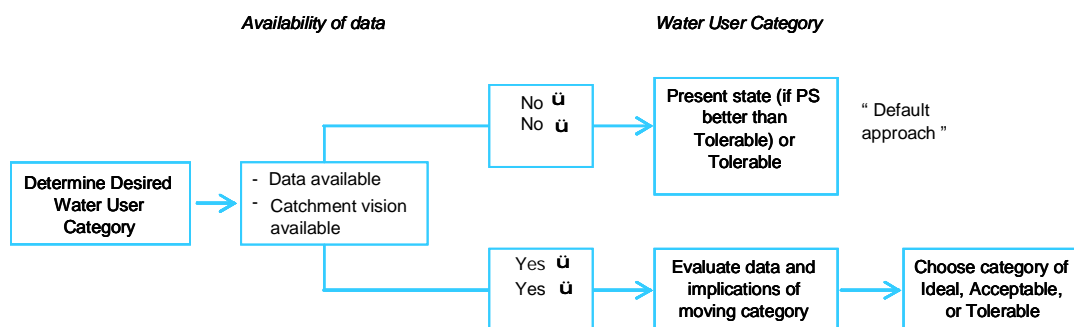 Availability of data
Water User Category
Determine Desired
Water User
Category
- Data available
- Catchment vision
available
No ü
No ü
Present state (if PS
better than
Tolerable) or
Tolerable
“ Default
approach ”
Yes ü
Yes ü
Evaluate data and
implications of
moving category
Choose category of
Ideal, Acceptable,
or Tolerable